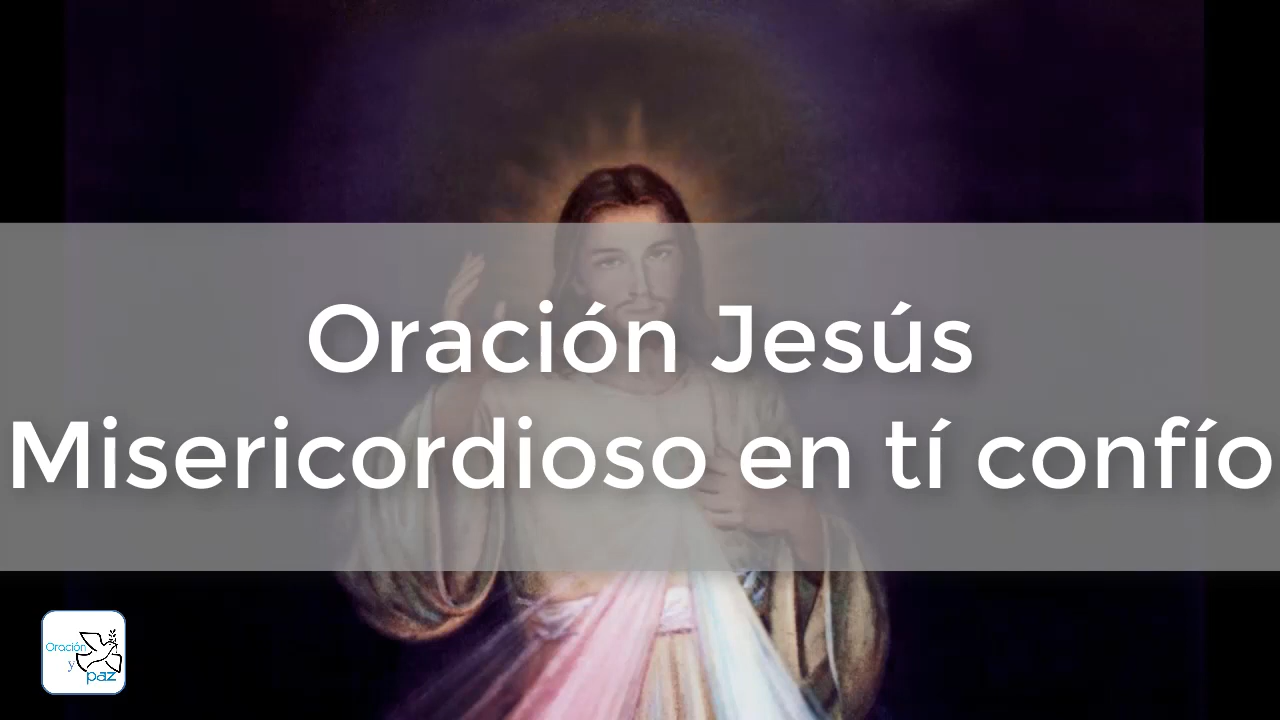 Oración Jesús
Misericordioso en tí confío
Oración
y
paz